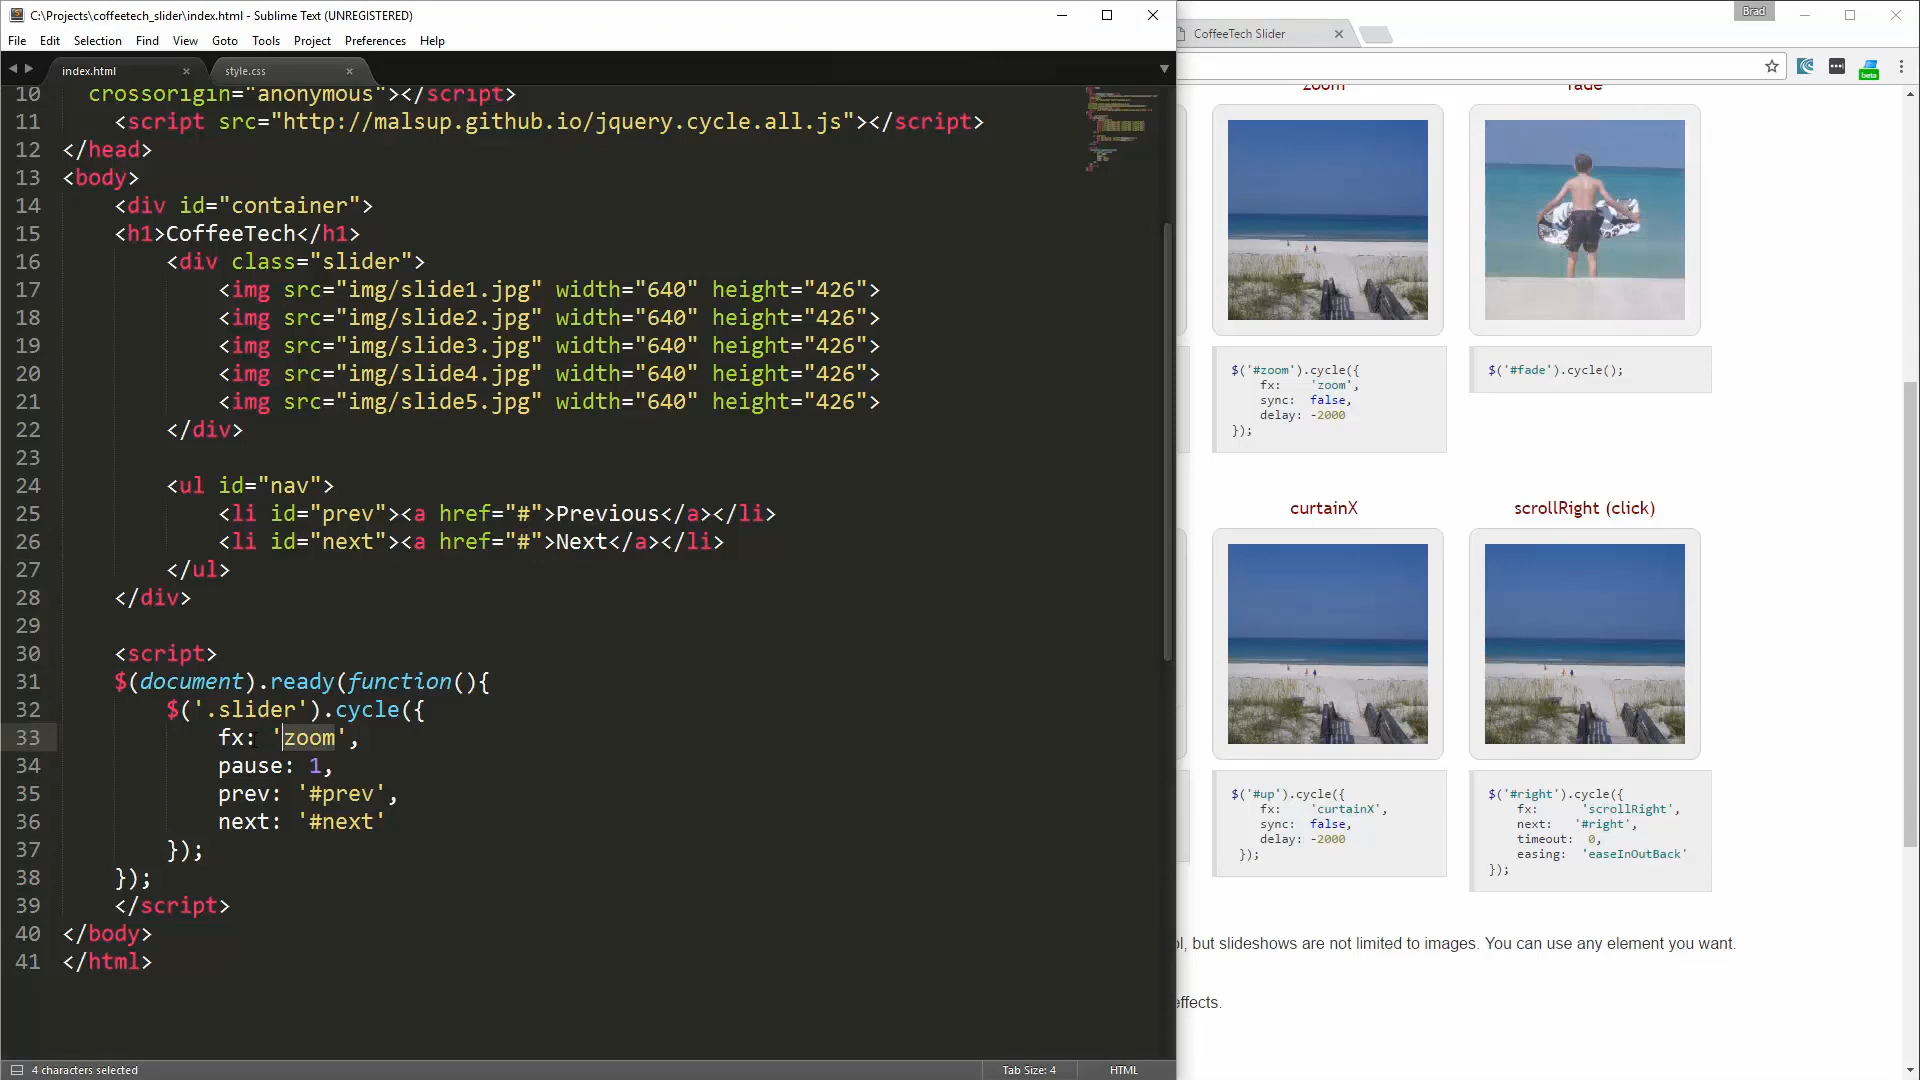 C:\Projects\coffeetech_slider\index.html - Sublime Text (UNREGISTERED)
Brad
File Edit Selection Find View Goto Tools Project Preferences Help
CoffeeTech Slider
index.html
style.css
beta
10 crossorigin="anonymous"></script>
11 <script src="http://malsup.github.io/jquery.cycle.all.js"></script>
12 </head>
13 <body>
14 <div id="container">
15 <h1>CoffeeTech</h1>
16 <div class="slider">
17 <img src="img/slide1.jpg" width="640" height="426">
18 <img src="img/slide2.jpg" width="640" height="426">
19 <img src="img/slide3.jpg" width="640" height="426">
20 <img src="img/slide4.jpg" width="640" height="426">
21 <img src="img/slide5.jpg" width="640" height="426">
22 </div>
23
24 <ul id="nav">
25 <li id="prev"><a href="#">Previous</a></li>
26 <li id="next"><a href="#">Next</a></li>
27 </ul>
28 </div>
29
30 <script>
31 $(document).ready(function(){
32 $('.slider').cycle({
33 fx: 'zoom',
34 pause: 1,
35 prev: '#prev',
36 next: '#next'
37 });
38 });
39 </script>
40 </body>
41 </html>
4 characters selected
Tab Size: 4
HTML
zoom
fade
$('#zoom').cycle({
fx: 'zoom',
sync: false,
delay: -2000
});
$('#fade').cycle();
curtainX
scrollRight (click)
$('#up').cycle({
fx: 'curtainX',
sync: false,
delay: -2000
});
$('#right').cycle({
fx: 'scrollRight',
next: '#right',
timeout: 0,
easing: 'easeInOutBack'
});
, but slideshows are not limited to images. You can use any element you want.
effects.